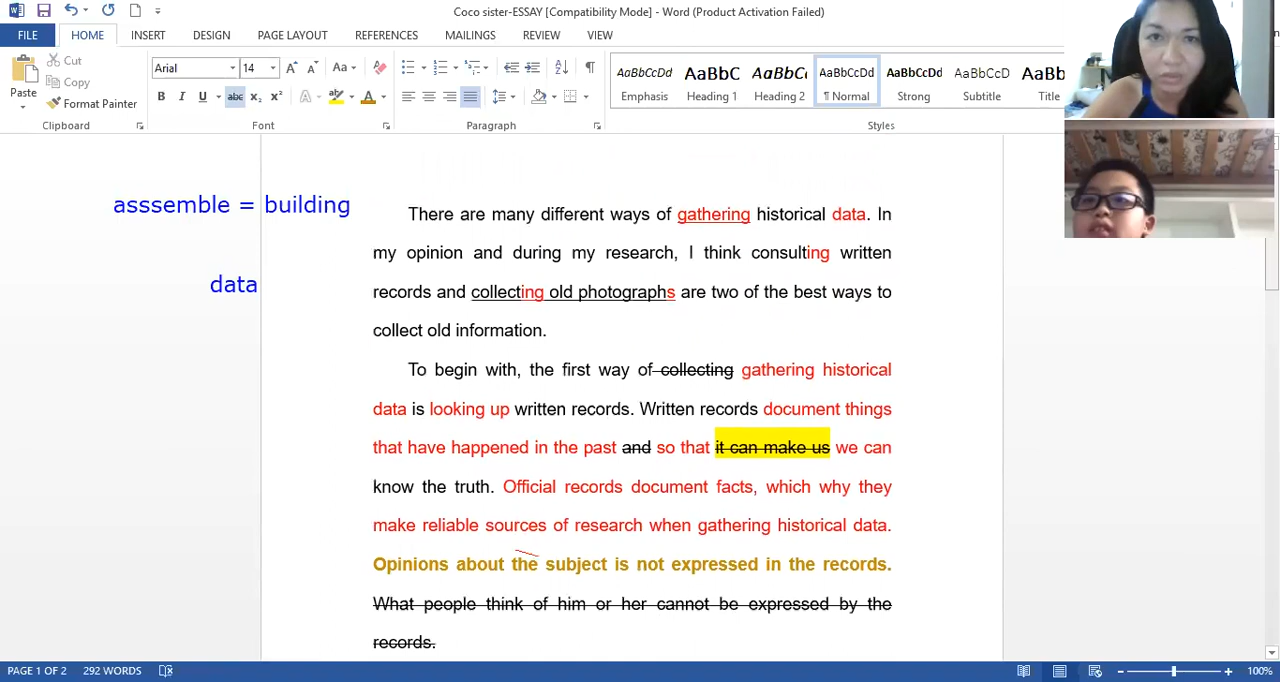 Coco sister-ESSAY [Compatibility Mode] - Word (Product Activation Failed)
FILE HOME INSERT DESIGN PAGE LAYOUT REFERENCES MAILINGS REVIEW VIEW
Cut
Copy
Format Painter
Paste
Clipboard
Arial 14
Font
Paragraph
AaBbCcDd AaBbC AaBbCc AaBbCcDd AaBbCcDd AaBbCcD AaBb
Emphasis Heading 1 Heading 2 ¶ Normal Strong Subtitle Title
Styles
asssemble = building
data
There are many different ways of gathering historical data. In
my opinion and during my research, I think consulting written
records and collecting old photographs are two of the best ways to
collect old information.
To begin with, the first way of collecting gathering historical
data is looking up written records. Written records document things
that have happened in the past and so that it can make us we can
know the truth. Official records document facts, which why they
make reliable sources of research when gathering historical data.
Opinions about the subject is not expressed in the records.
What people think of him or her cannot be expressed by the
records.
PAGE 1 OF 2 292 WORDS 100%